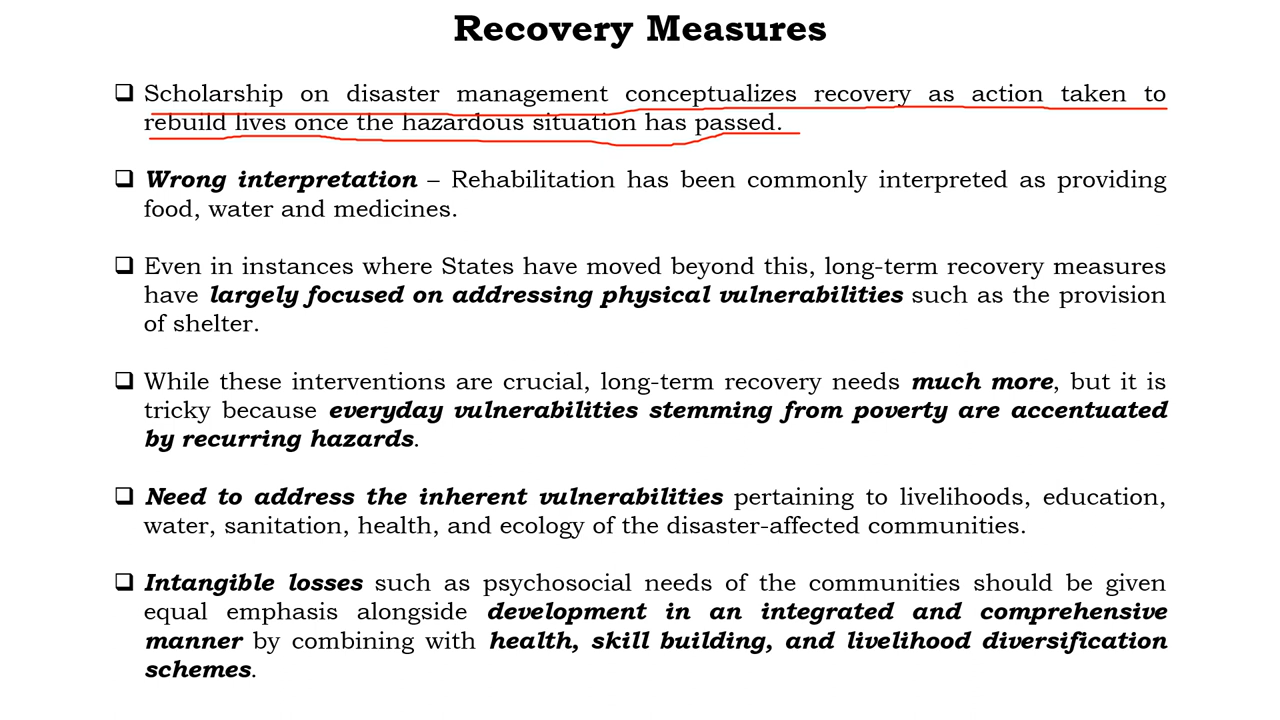 Recovery Measures
❑ Scholarship on disaster management conceptualizes recovery as action taken to
rebuild lives once the hazardous situation has passed.
❑ Wrong interpretation – Rehabilitation has been commonly interpreted as providing
food, water and medicines.
❑ Even in instances where States have moved beyond this, long-term recovery measures
have largely focused on addressing physical vulnerabilities such as the provision
of shelter.
❑ While these interventions are crucial, long-term recovery needs much more, but it is
tricky because everyday vulnerabilities stemming from poverty are accentuated
by recurring hazards.
❑ Need to address the inherent vulnerabilities pertaining to livelihoods, education,
water, sanitation, health, and ecology of the disaster-affected communities.
❑ Intangible losses such as psychosocial needs of the communities should be given
equal emphasis alongside development in an integrated and comprehensive
manner by combining with health, skill building, and livelihood diversification
schemes.